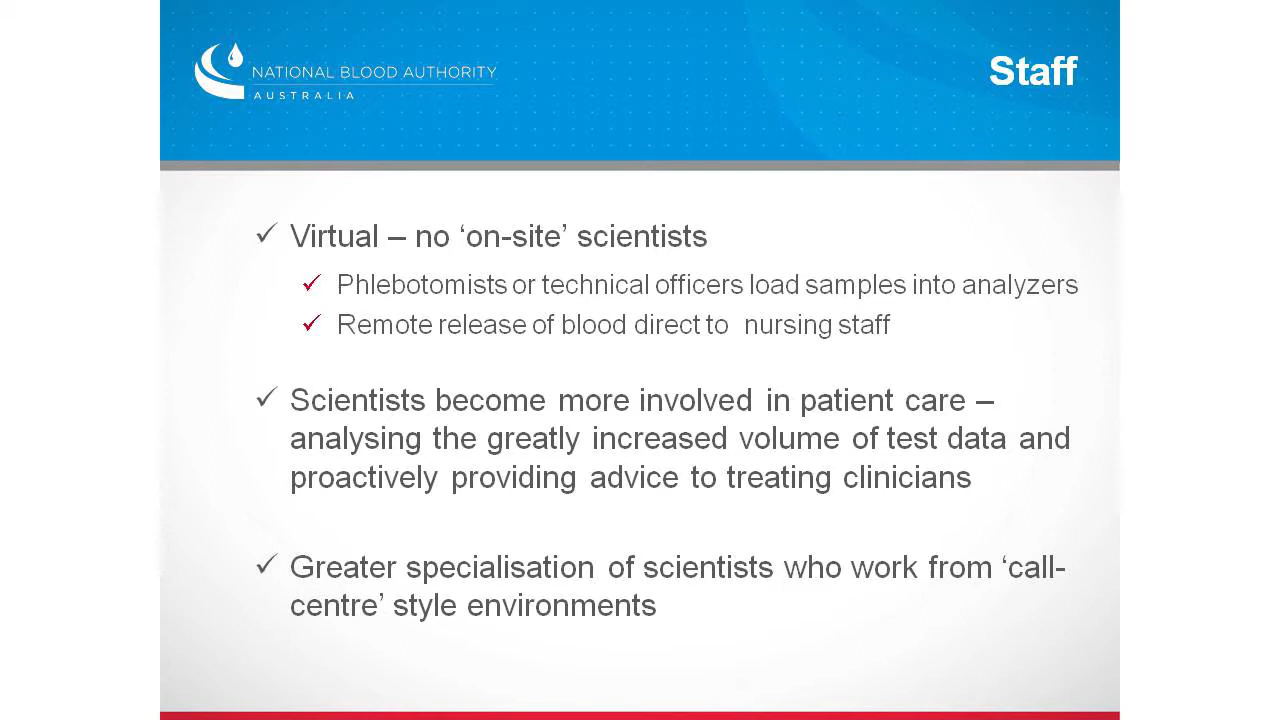 NATIONAL BLOOD AUTHORITY
AUSTRALIA
Staff
Virtual – no ‘on-site’ scientists
Phlebotomists or technical officers load samples into analyzers
Remote release of blood direct to  nursing staff
Scientists become more involved in patient care –
analysing the greatly increased volume of test data and
proactively providing advice to treating clinicians
Greater specialisation of scientists who work from ‘call-
centre’ style environments